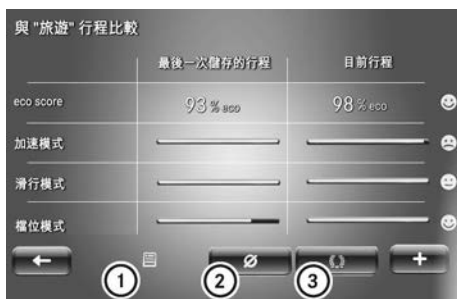 與 "旅遊" 行程比較
最後一次儲存的行程 目前行程
eco score 93 % eco 98 % eco
加速模式
滑行模式
檔位模式
1 2 3